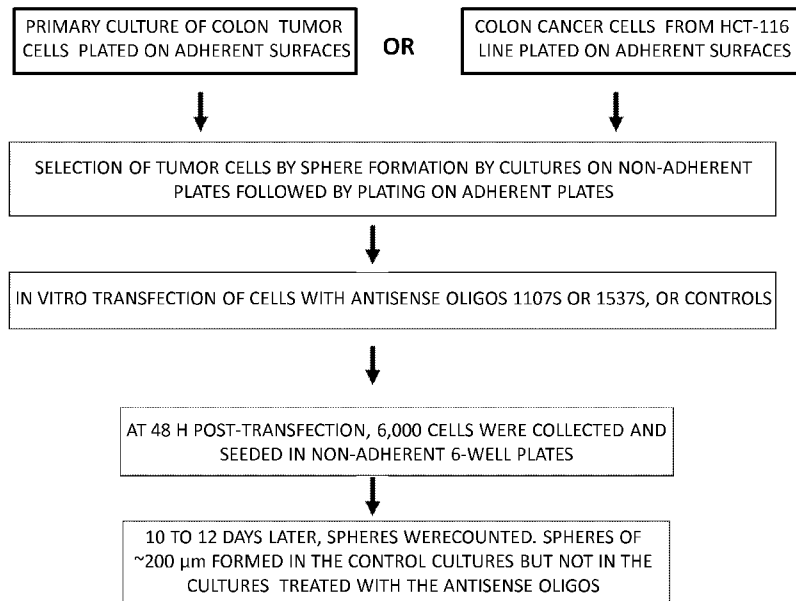 PRIMARY CULTURE OF COLON TUMOR
CELLS PLATED ON ADHERENT SURFACES
OR
COLON CANCER CELLS FROM HCT-116
LINE PLATED ON ADHERENT SURFACES
SELECTION OF TUMOR CELLS BY SPHERE FORMATION BY CULTURES ON NON-ADHERENT
PLATES FOLLOWED BY PLATING ON ADHERENT PLATES
IN VITRO TRANSFECTION OF CELLS WITH ANTISENSE OLIGOS 1107S OR 1537S, OR CONTROLS
AT 48 H POST-TRANSFECTION, 6,000 CELLS WERE COLLECTED AND
SEEDED IN NON-ADHERENT 6-WELL PLATES
10 TO 12 DAYS LATER, SPHERES WERECOUNTED. SPHERES OF
~200 µm FORMED IN THE CONTROL CULTURES BUT NOT IN THE
CULTURES TREATED WITH THE ANTISENSE OLIGOS